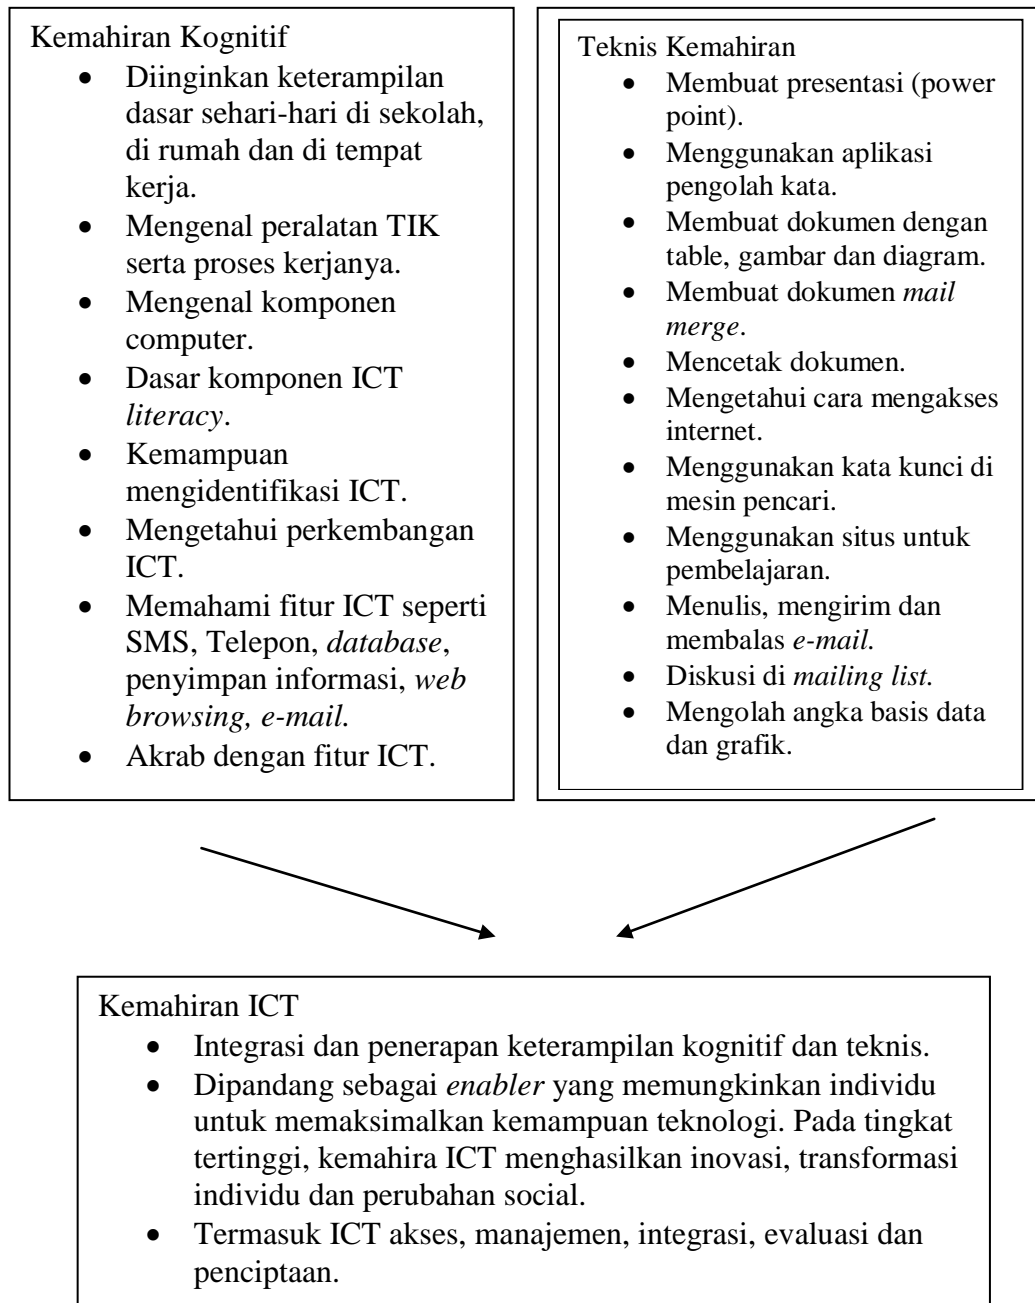 Kemahiran Kognitif
• Diinginkan keterampilan
dasar sehari-hari di sekolah,
di rumah dan di tempat
kerja.
• Mengenal peralatan TIK
serta proses kerjanya.
• Mengenal komponen
computer.
• Dasar komponen ICT
literacy.
• Kemampuan
mengidentifikasi ICT.
• Mengetahui perkembangan
ICT.
• Memahami fitur ICT seperti
SMS, Telepon, database,
penyimpan informasi, web
browsing, e-mail.
• Akrab dengan fitur ICT.
Teknis Kemahiran
• Membuat presentasi (power
point).
• Menggunakan aplikasi
pengolah kata.
• Membuat dokumen dengan
table, gambar dan diagram.
• Membuat dokumen mail
merge.
• Mencetak dokumen.
• Mengetahui cara mengakses
internet.
• Menggunakan kata kunci di
mesin pencari.
• Menggunakan situs untuk
pembelajaran.
• Menulis, mengirim dan
membalas e-mail.
• Diskusi di mailing list.
• Mengolah angka basis data
dan grafik.
Kemahiran ICT
• Integrasi dan penerapan keterampilan kognitif dan teknis.
• Dipandang sebagai enabler yang memungkinkan individu
untuk memaksimalkan kemampuan teknologi. Pada tingkat
tertinggi, kemahira ICT menghasilkan inovasi, transformasi
individu dan perubahan social.
• Termasuk ICT akses, manajemen, integrasi, evaluasi dan
penciptaan.